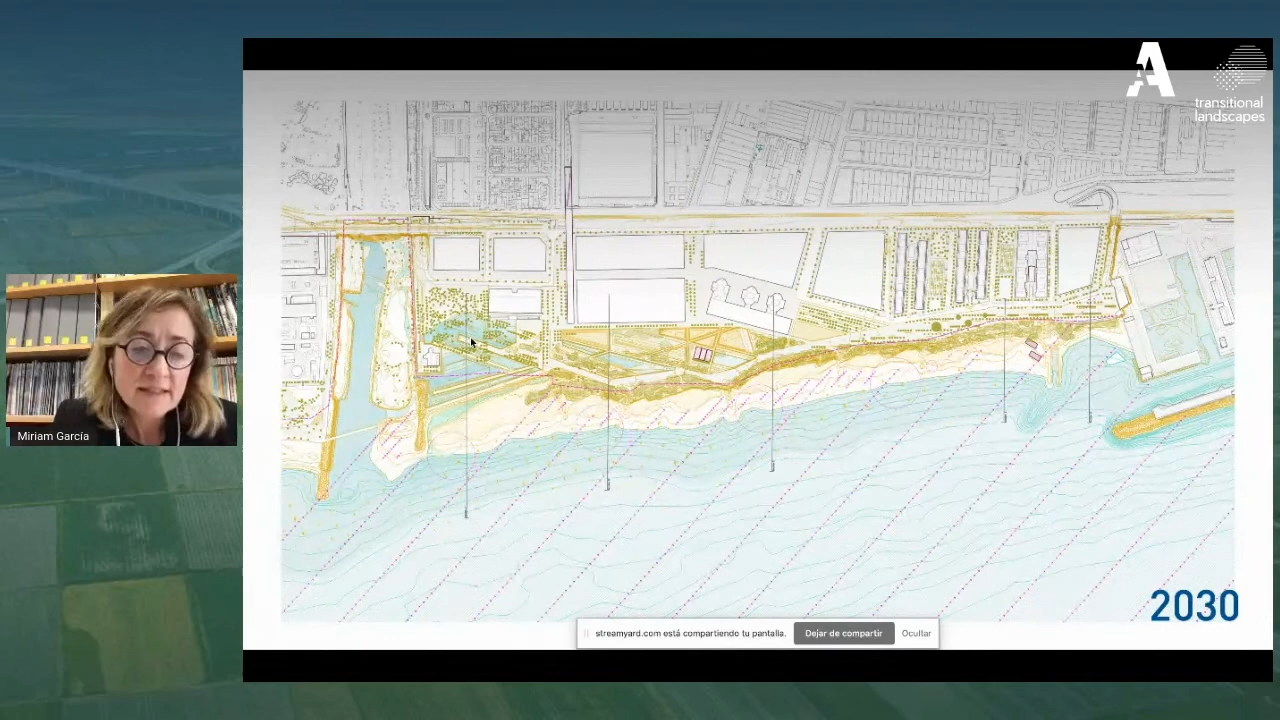 transitional
landscapes
Miriam García
2030
streamyard.com está compartiendo tu pantalla.
Dejar de compartir
Ocultar